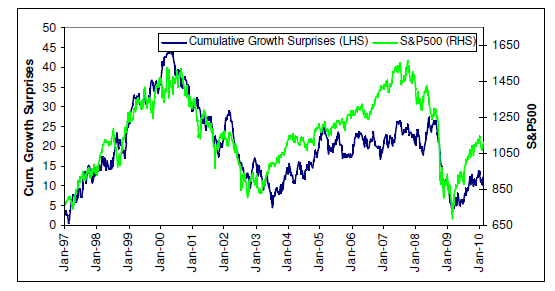 Cumulative Growth Surprises (LHS)
S&P500 (RHS)
Cum. Growth Surprises
50
45
40
35
30
25
20
15
10
5
0
1650
1450
1250
1050
850
650
S&P500
Jan-97
Jan-98
Jan-99
Jan-00
Jan-01
Jan-02
Jan-03
Jan-04
Jan-05
Jan-06
Jan-07
Jan-08
Jan-09
Jan-10